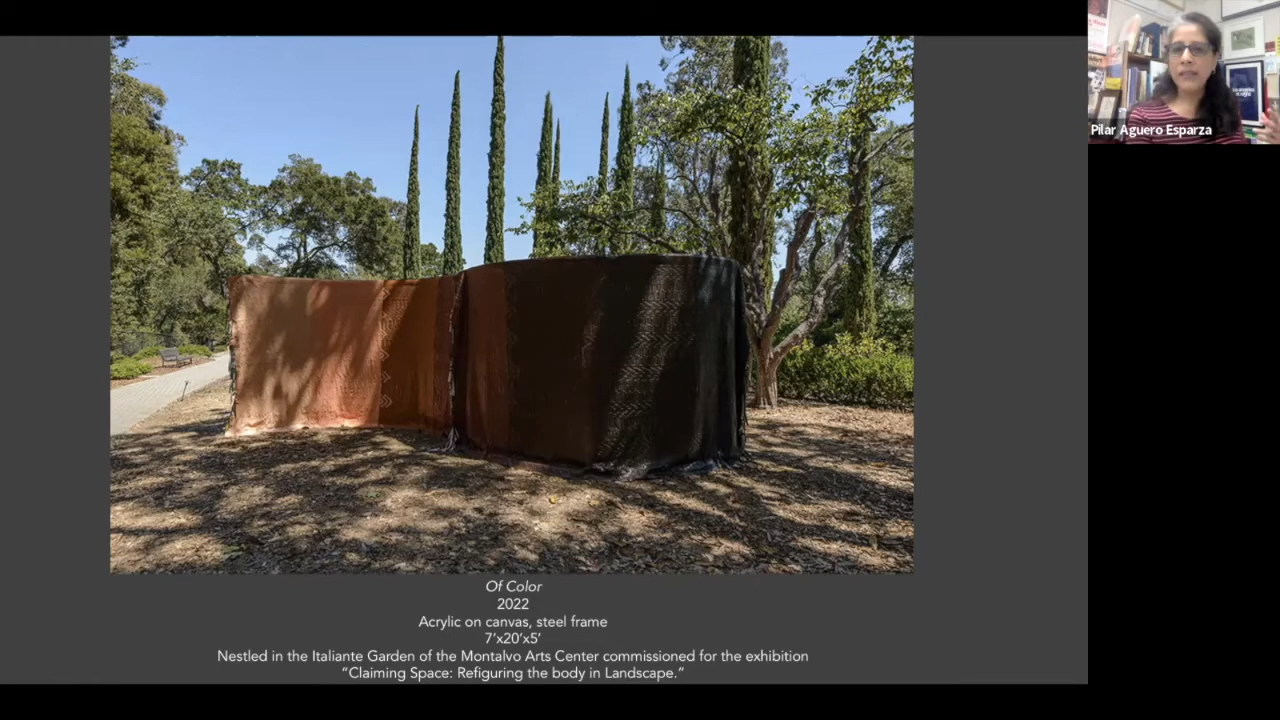 Pilar Aguero Esparza
Of Color
2022
Acrylic on canvas, steel frame
7’x20’x5’
Nestled in the Italiante Garden of the Montalvo Arts Center commissioned for the exhibition
“Claiming Space: Refiguring the body in Landscape.”